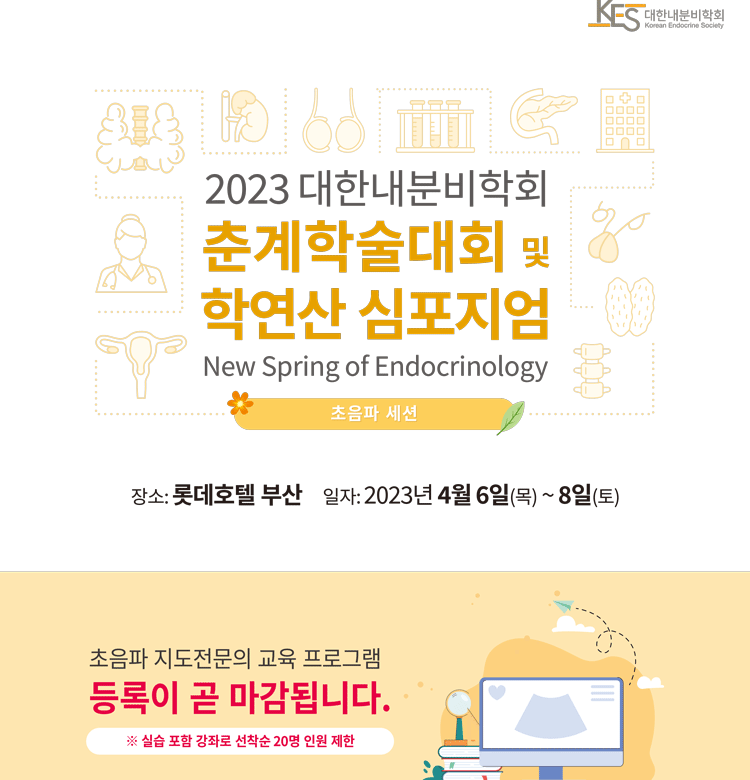 KES 대한내분비학회
Korean Endocrine Society
2023 대한내분비학회
춘계학술대회 및
학연산 심포지엄
New Spring of Endocrinology
초음파 세션
장소: 롯데호텔 부산 일자: 2023년 4월 6일(목) ~ 8일(토)
초음파 지도전문의 교육 프로그램
등록이 곧 마감됩니다.
※ 실습 포함 강좌로 선착순 20명 인원 제한